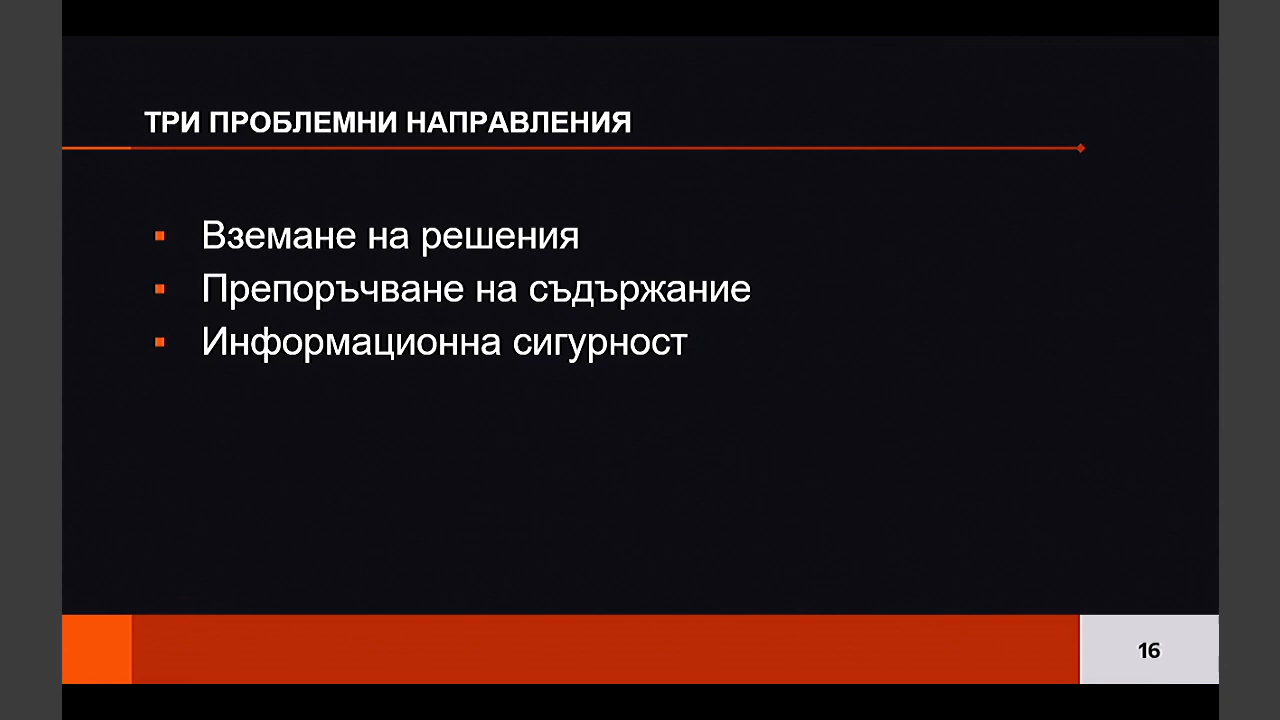 ТРИ ПРОБЛЕМНИ НАПРАВЛЕНИЯ
Вземане на решения
Препоръчване на съдържание
Информационна сигурност
16